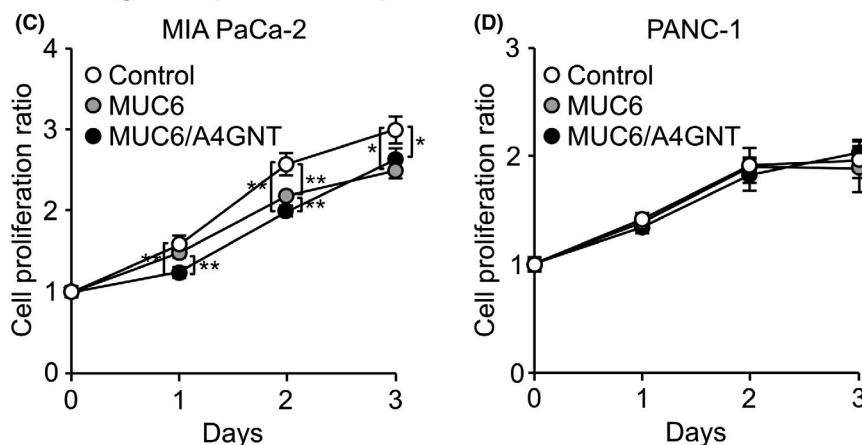 (C) MIA PaCa-2
Cell proliferation ratio
4
3
2
1
0
Control
MUC6
MUC6/A4GNT
**
**
**
**
**
*
*
0 1 2 3
Days
(D) PANC-1
Cell proliferation ratio
3
2
1
0
Control
MUC6
MUC6/A4GNT
0 1 2 3
Days